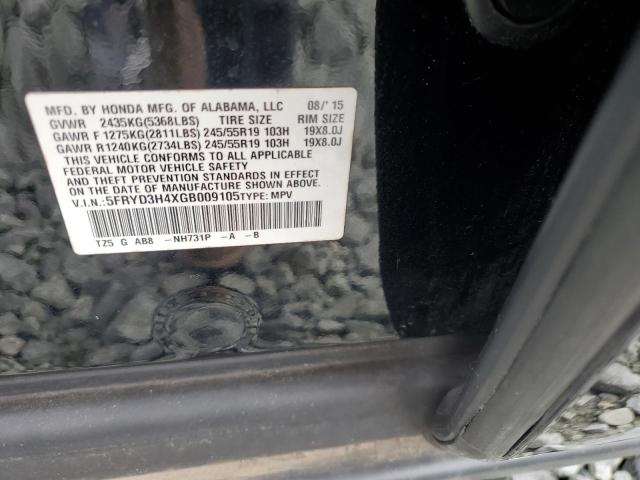 MFD. BY HONDA MFG. OF ALABAMA, LLC 08/'15
GVWR 2435KG(5368LBS) TIRE SIZE RIM SIZE
GAWR F 1275KG(2811LBS) 245/55R19 103H 19X8.0J
GAWR R1240KG(2734LBS) 245/55R19 103H 19X8.0J
THIS VEHICLE CONFORMS TO ALL APPLICABLE
FEDERAL MOTOR VEHICLE SAFETY
AND THEFT PREVENTION STANDARDS IN EFFECT
ON THE DATE OF MANUFACTURE SHOWN ABOVE.
V.I.N.:5FRYD3H4XGB009105TYPE: MPV
TZ5 G AB8 -NH731P -A -B